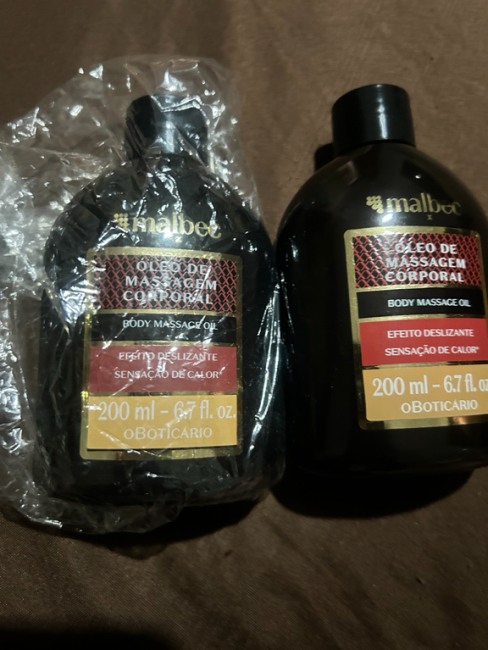 malbec
x
ÓLEO DE
MASSAGEM
CORPORAL
BODY MASSAGE OIL
EFEITO DESLIZANTE
SENSAÇÃO DE CALOR*
200 ml - 6.7 fl. oz.
OBOTICÁRIO
malbec
x
ÓLEO DE
MASSAGEM
CORPORAL
BODY MASSAGE OIL
EFEITO DESLIZANTE
SENSAÇÃO DE CALOR*
200 ml - 6.7 fl. oz
OBOTICÁRIO